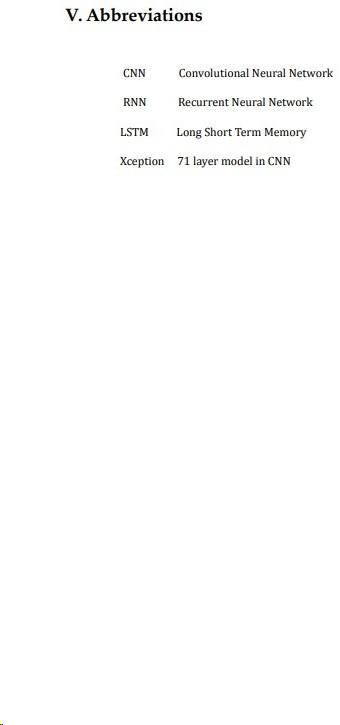 V. Abbreviations
CNN Convolutional Neural Network
RNN Recurrent Neural Network
LSTM Long Short Term Memory
Xception 71 layer model in CNN